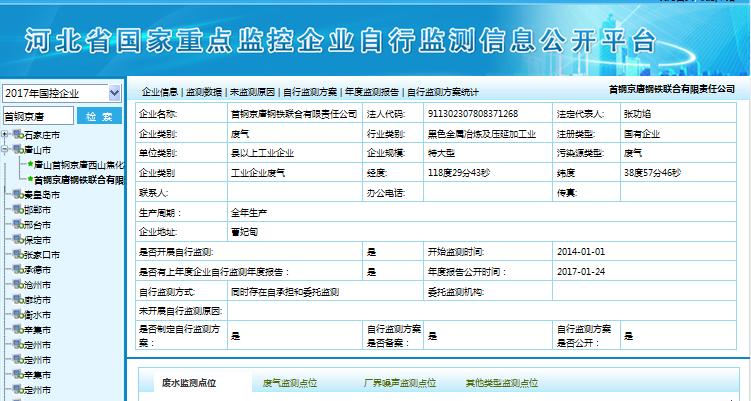 河北省国家重点监控企业自行监测信息公开平台
2017年国控企业
首钢京唐 检 索
石家庄市
唐山市
唐山首钢京唐西山焦化
首钢京唐钢铁联合有限
秦皇岛市
邯郸市
邢台市
保定市
张家口市
承德市
沧州市
廊坊市
衡水市
辛集市
定州市
定州市
辛集市
定州市
企业信息 | 监测数据 | 未监测原因 | 自行监测方案 | 年度监测报告 | 自行监测方案统计 首钢京唐钢铁联合有限责任公司
企业名称: 首钢京唐钢铁联合有限责任公司 法人代码: 911302307808371268 法定代表人: 张功焰
企业类别: 废气 行业类别: 黑色金属冶炼及压延加工业 注册类型: 国有企业
单位类别: 县以上工业企业 企业规模: 特大型 污染源类型: 废气
企业类别 工业企业废气 经度: 118度29分43秒 纬度 38度57分46秒
联系人: 办公电话: 传真:
生产周期： 全年生产
企业地址: 曹妃甸
是否开展自行监测: 是 开始监测时间: 2014-01-01
是否有上年度企业自行监测年度报告： 是 年度报告公开时间： 2017-01-24
自行监测方式: 同时存在自承担和委托监测 委托监测机构:
未开展自行监测原因:
是否制定自行监测方案： 是 自行监测方案是否备案： 是 自行监测方案是否公开： 是
废水监测点位 废气监测点位 厂界噪声监测点位 其他类型监测点位